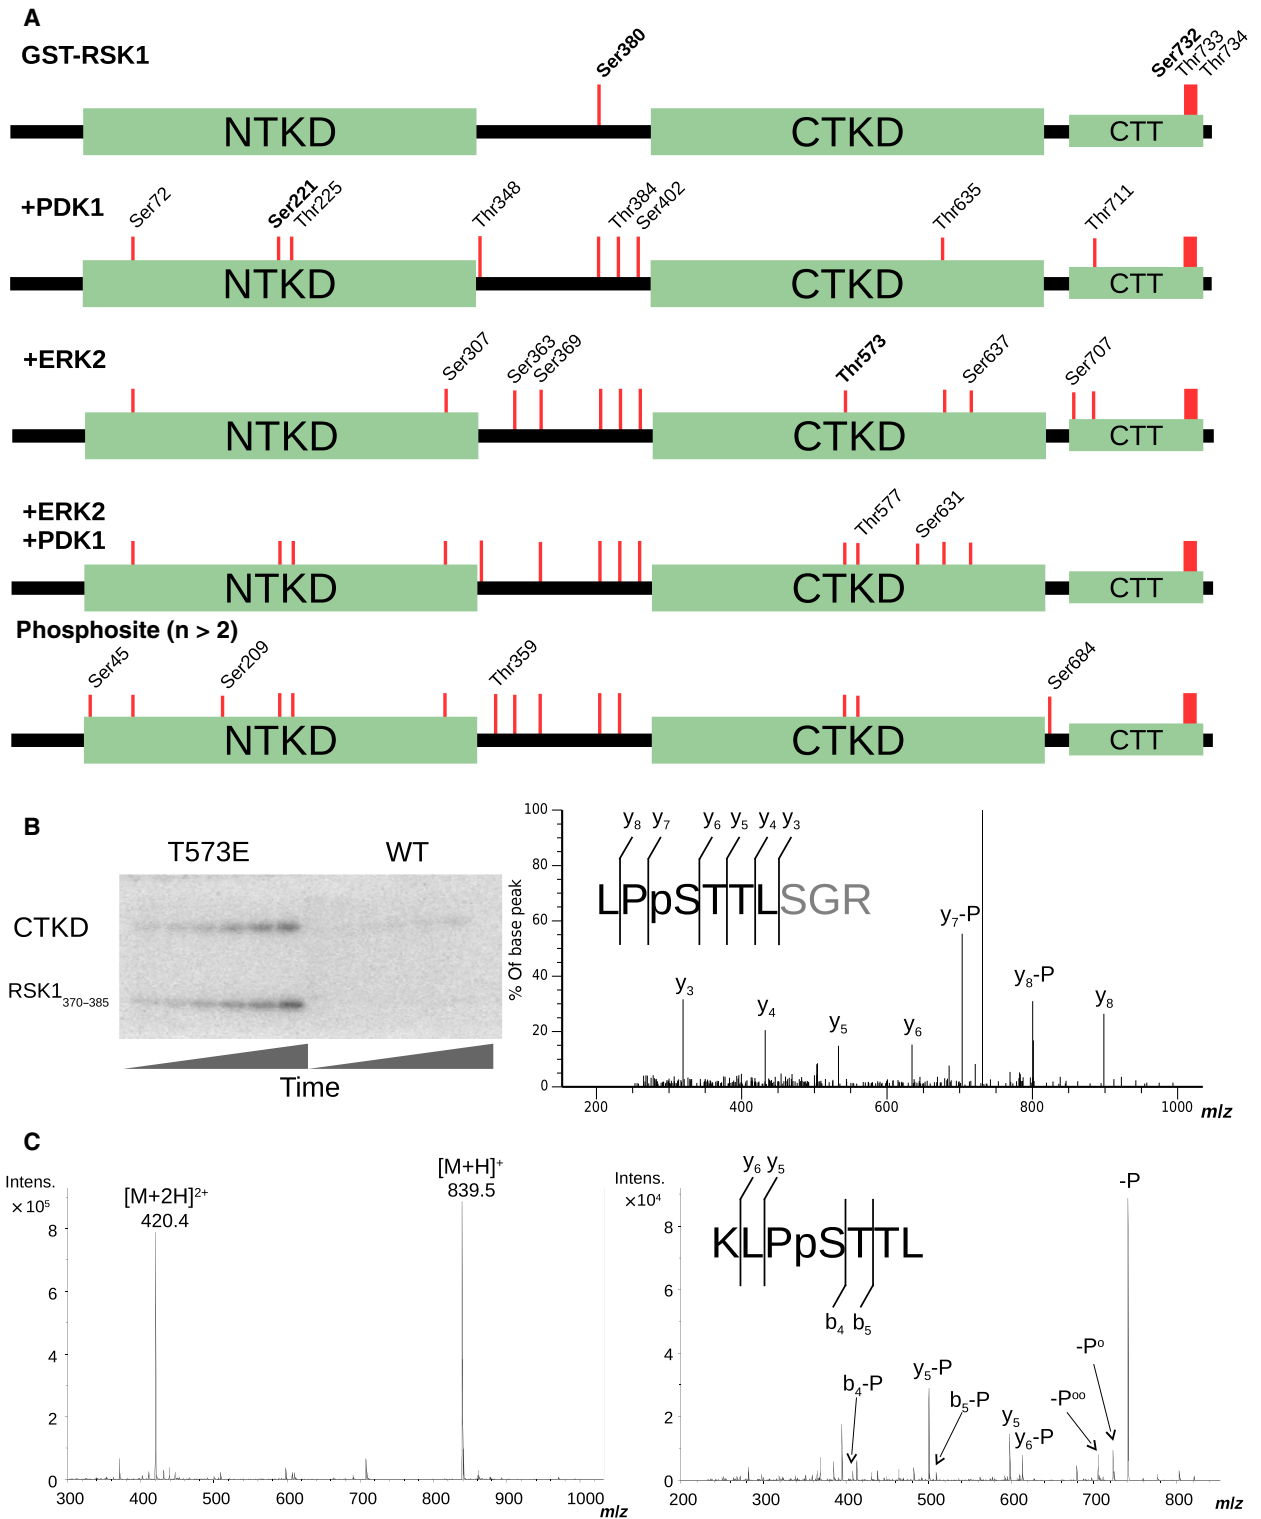 A
GST-RSK1
Ser380
Ser732
Thr733
Thr734
NTKD
CTKD
CTT
+PDK1
Ser72
Ser221
Thr225
Thr348
Thr384
Ser402
Thr635
Thr711
NTKD
CTKD
CTT
+ERK2
Ser307
Ser363
Ser369
Thr573
Ser637
Ser707
NTKD
CTKD
CTT
+ERK2
+PDK1
Thr577
Ser631
NTKD
CTKD
CTT
Phosphosite (n > 2)
Ser45
Ser209
Thr359
Ser684
NTKD
CTKD
CTT
B
T573E WT
CTKD
RSK1370–385
Time
% Of base peak
100
80
60
40
20
0
y8 y7 y6 y5 y4 y3
LPpSTTLSGR
y3
y4
y5
y6
y7-P
y8-P
y8
200 400 600 800 1000 m/z
C
Intens.
×10⁵
8
6
4
2
0
[M+2H]²⁺
420.4
[M+H]⁺
839.5
300 400 500 600 700 800 900 1000
m/z
Intens.
×10⁴
8
6
4
2
0
y6 y5
KLPpSTTL
b4 b5
-P
-Pᵒ
-Pᵒᵒ
b4-P
y5-P
b5-P
y5
y6-P
200 300 400 500 600 700 800 m/z